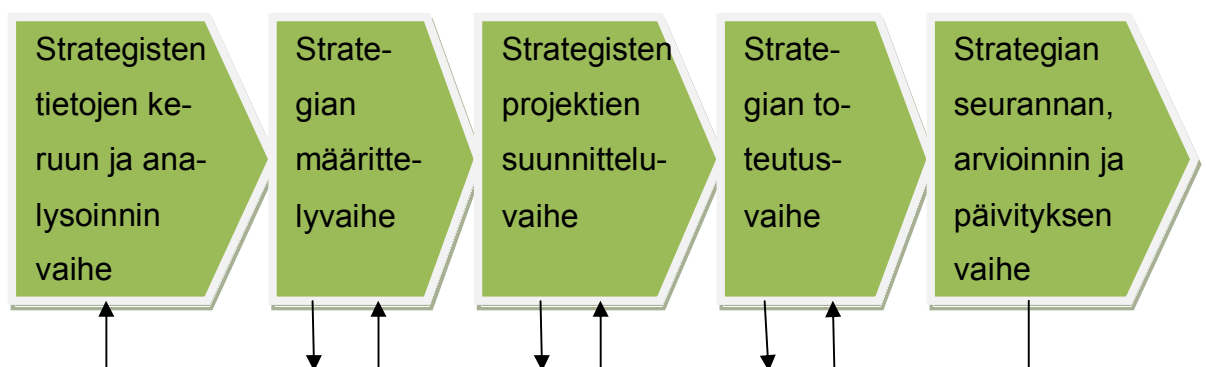 Strategisten
tietojen ke-
ruun ja ana-
lysoinnin
vaihe
Strate-
gian
määritte-
lyvaihe
Strategisten
projektien
suunnittelu-
vaihe
Strate-
gian to-
teutus-
vaihe
Strategian
seurannan,
arvioinnin ja
päivityksen
vaihe